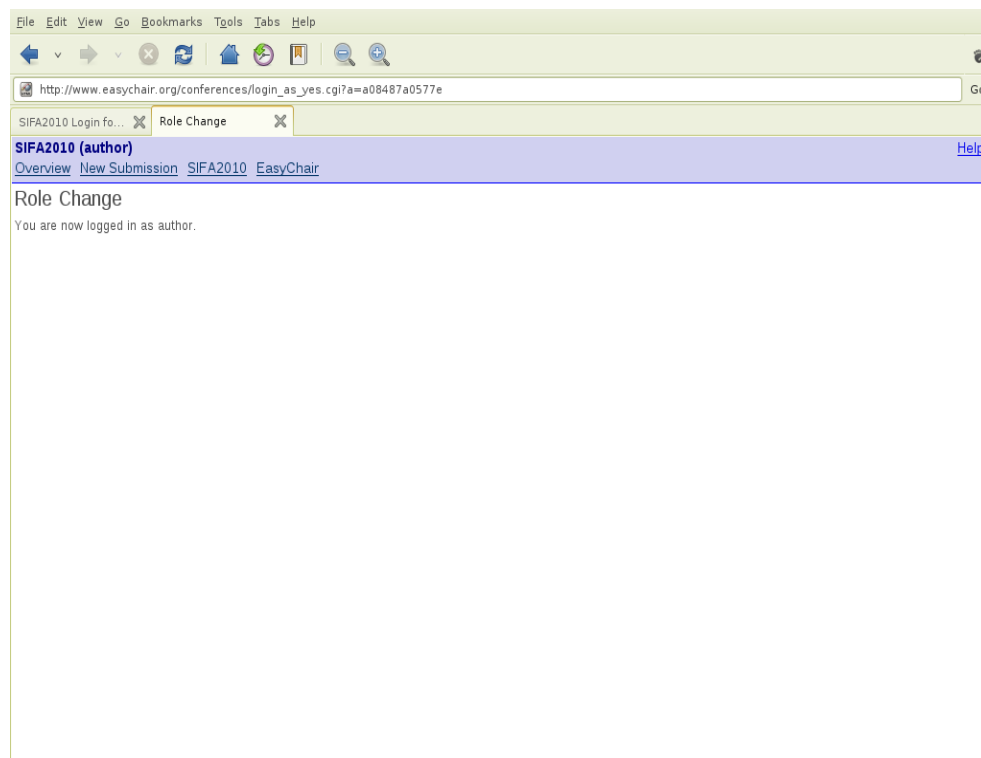 File Edit View Go Bookmarks Tools Tabs Help
http://www.easychair.org/conferences/login_as_yes.cgi?a=a08487a0577e
Go
SIFA2010 Login fo... Role Change
SIFA2010 (author) Help
Overview New Submission SIFA2010 EasyChair
Role Change
You are now logged in as author.